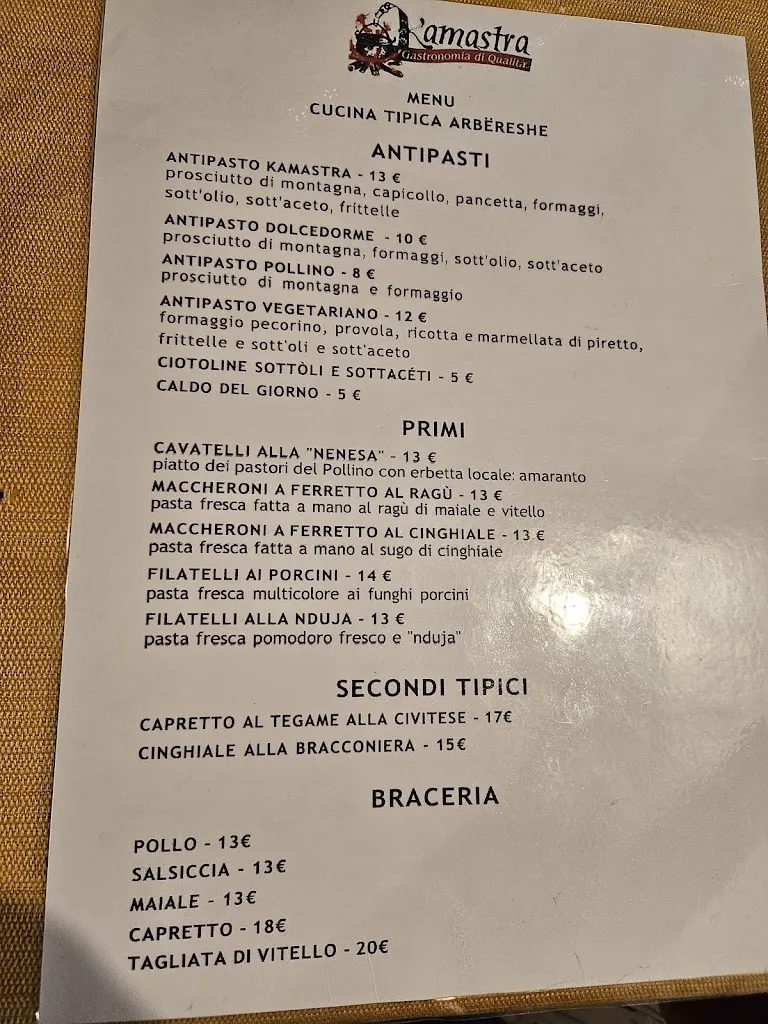 Kamastra
Gastronomia di Qualità
MENU
CUCINA TIPICA ARBËRESHE
ANTIPASTI
ANTIPASTO KAMASTRA - 13 €
prosciutto di montagna, capicollo, pancetta, formaggi,
sott'olio, sott'aceto, frittelle
ANTIPASTO DOLCEDORME - 10 €
prosciutto di montagna, formaggi, sott'olio, sott'aceto
ANTIPASTO POLLINO - 8 €
prosciutto di montagna e formaggio
ANTIPASTO VEGETARIANO - 12 €
formaggio pecorino, provola, ricotta e marmellata di piretto,
frittelle e sott'oli e sott'aceto
CIOTOLINE SOTTÒLI E SOTTACÉTI - 5 €
CALDO DEL GIORNO - 5 €
PRIMI
CAVATELLI ALLA "NENESA" - 13 €
piatto dei pastori del Pollino con erbetta locale: amaranto
MACCHERONI A FERRETTO AL RAGÙ - 13 €
pasta fresca fatta a mano al ragù di maiale e vitello
MACCHERONI A FERRETTO AL CINGHIALE - 13 €
pasta fresca fatta a mano al sugo di cinghiale
FILATELLI AI PORCINI - 14 €
pasta fresca multicolore ai funghi porcini
FILATELLI ALLA NDUJA - 13 €
pasta fresca pomodoro fresco e "nduja"
SECONDI TIPICI
CAPRETTO AL TEGAME ALLA CIVITESE - 17€
CINGHIALE ALLA BRACCONIERA - 15€
BRACERIA
POLLO - 13€
SALSICCIA - 13€
MAIALE - 13€
CAPRETTO - 18€
TAGLIATA DI VITELLO - 20€